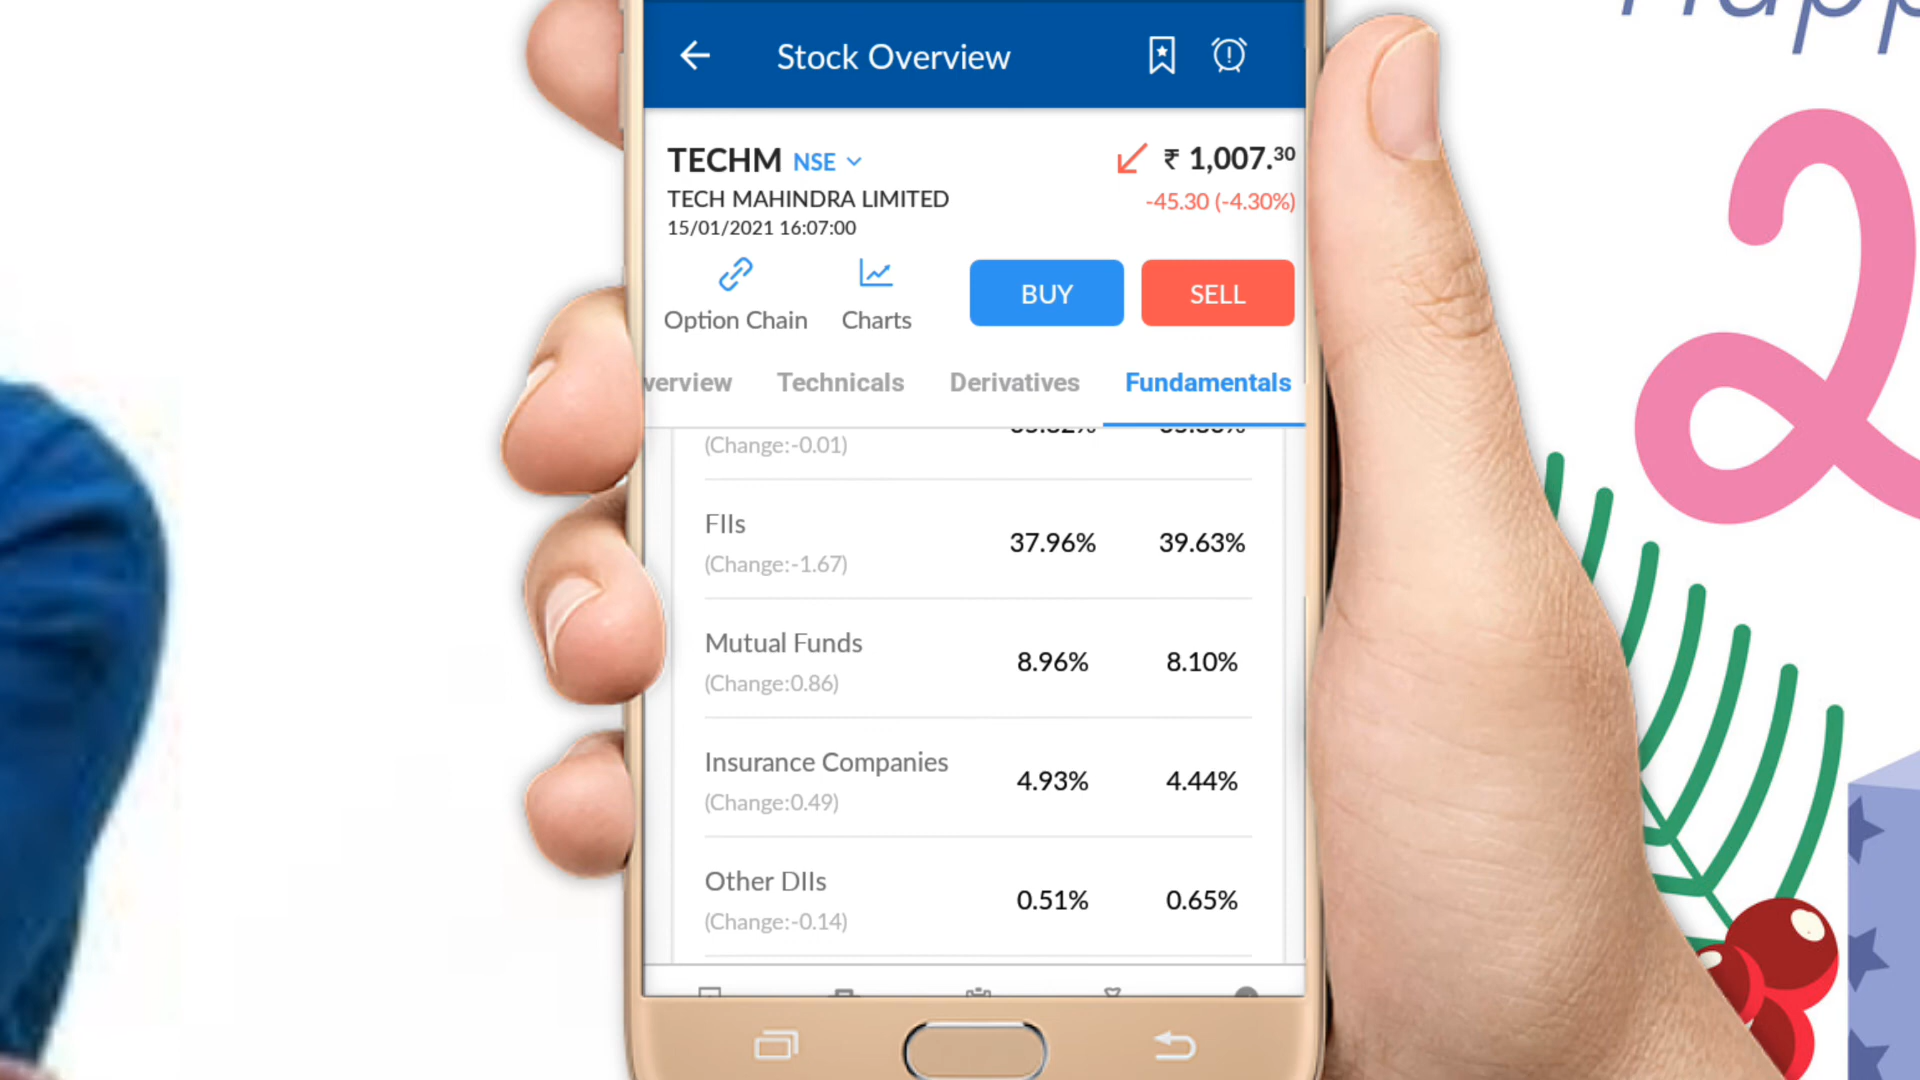 Stock Overview
TECHM NSE
₹ 1,007.30
TECH MAHINDRA LIMITED
-45.30 (-4.30%)
15/01/2021 16:07:00
Option Chain
Charts
BUY
SELL
verview
Technicals
Derivatives
Fundamentals
(Change:-0.01)
FIIs
37.96%
39.63%
(Change:-1.67)
Mutual Funds
8.96%
8.10%
(Change:0.86)
Insurance Companies
4.93%
4.44%
(Change:0.49)
Other DIIs
0.51%
0.65%
(Change:-0.14)
2